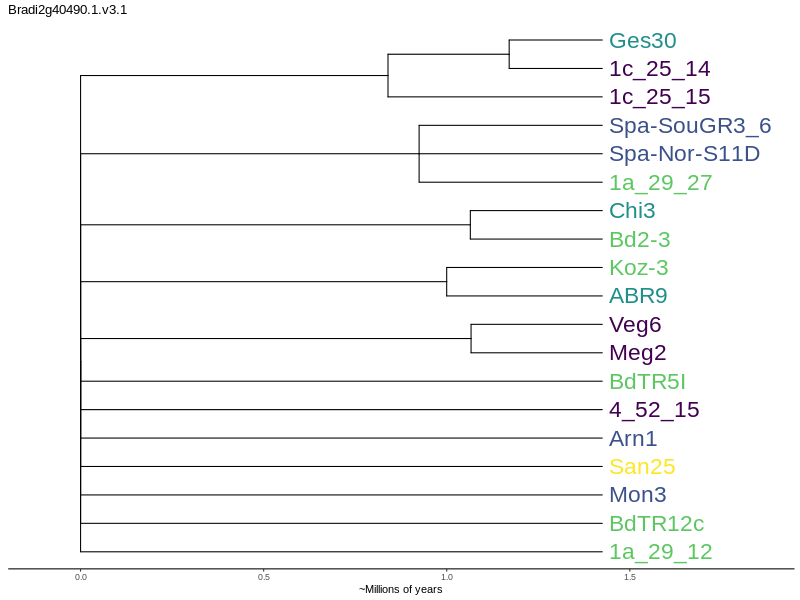 Bradi2g40490.1.v3.1
Ges30
1c_25_14
1c_25_15
Spa-SouGR3_6
Spa-Nor-S11D
1a_29_27
Chi3
Bd2-3
Koz-3
ABR9
Veg6
Meg2
BdTR5I
4_52_15
Arn1
San25
Mon3
BdTR12c
1a_29_12
0.0 0.5 1.0 1.5
~Millions of years